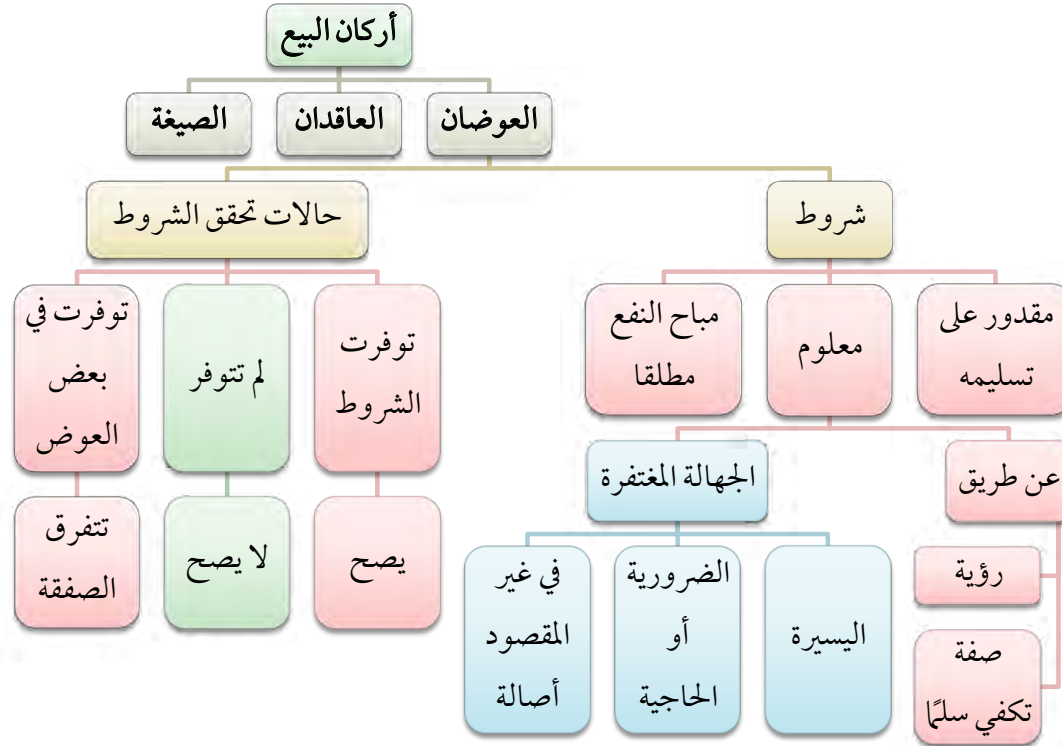 أركان البيع
العوضان
العاقدان
الصيغة
شروط
حالات تحقق الشروط
مقدور على
تسليمه
معلوم
مباح النفع
مطلقا
توفرت
الشروط
لم تتوفر
توفرت في
بعض
العوض
عن طريق
الجهالة المغتفرة
يصح
لا يصح
تتفرق
الصفقة
رؤية
صفة
تكفي سلمًا
اليسيرة
الضرورية
أو
الحاجية
في غير
المقصود
أصالة